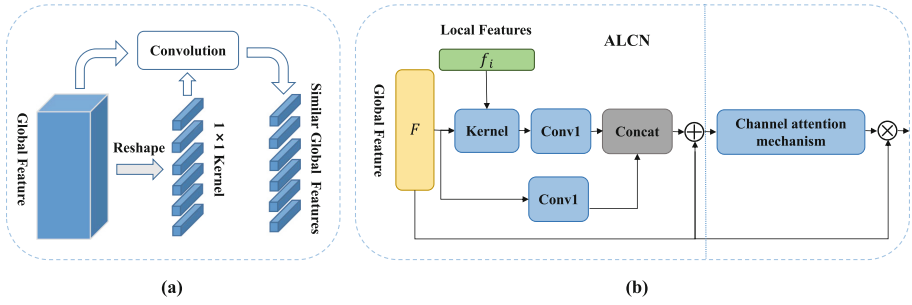 Global Feature
Reshape
Convolution
1×1 Kernel
Similar Global Features
(a)
Local Features
ALCN
f_i
Global Feature
F
Kernel
Conv1
Concat
Conv1
Channel attention
mechanism
(b)